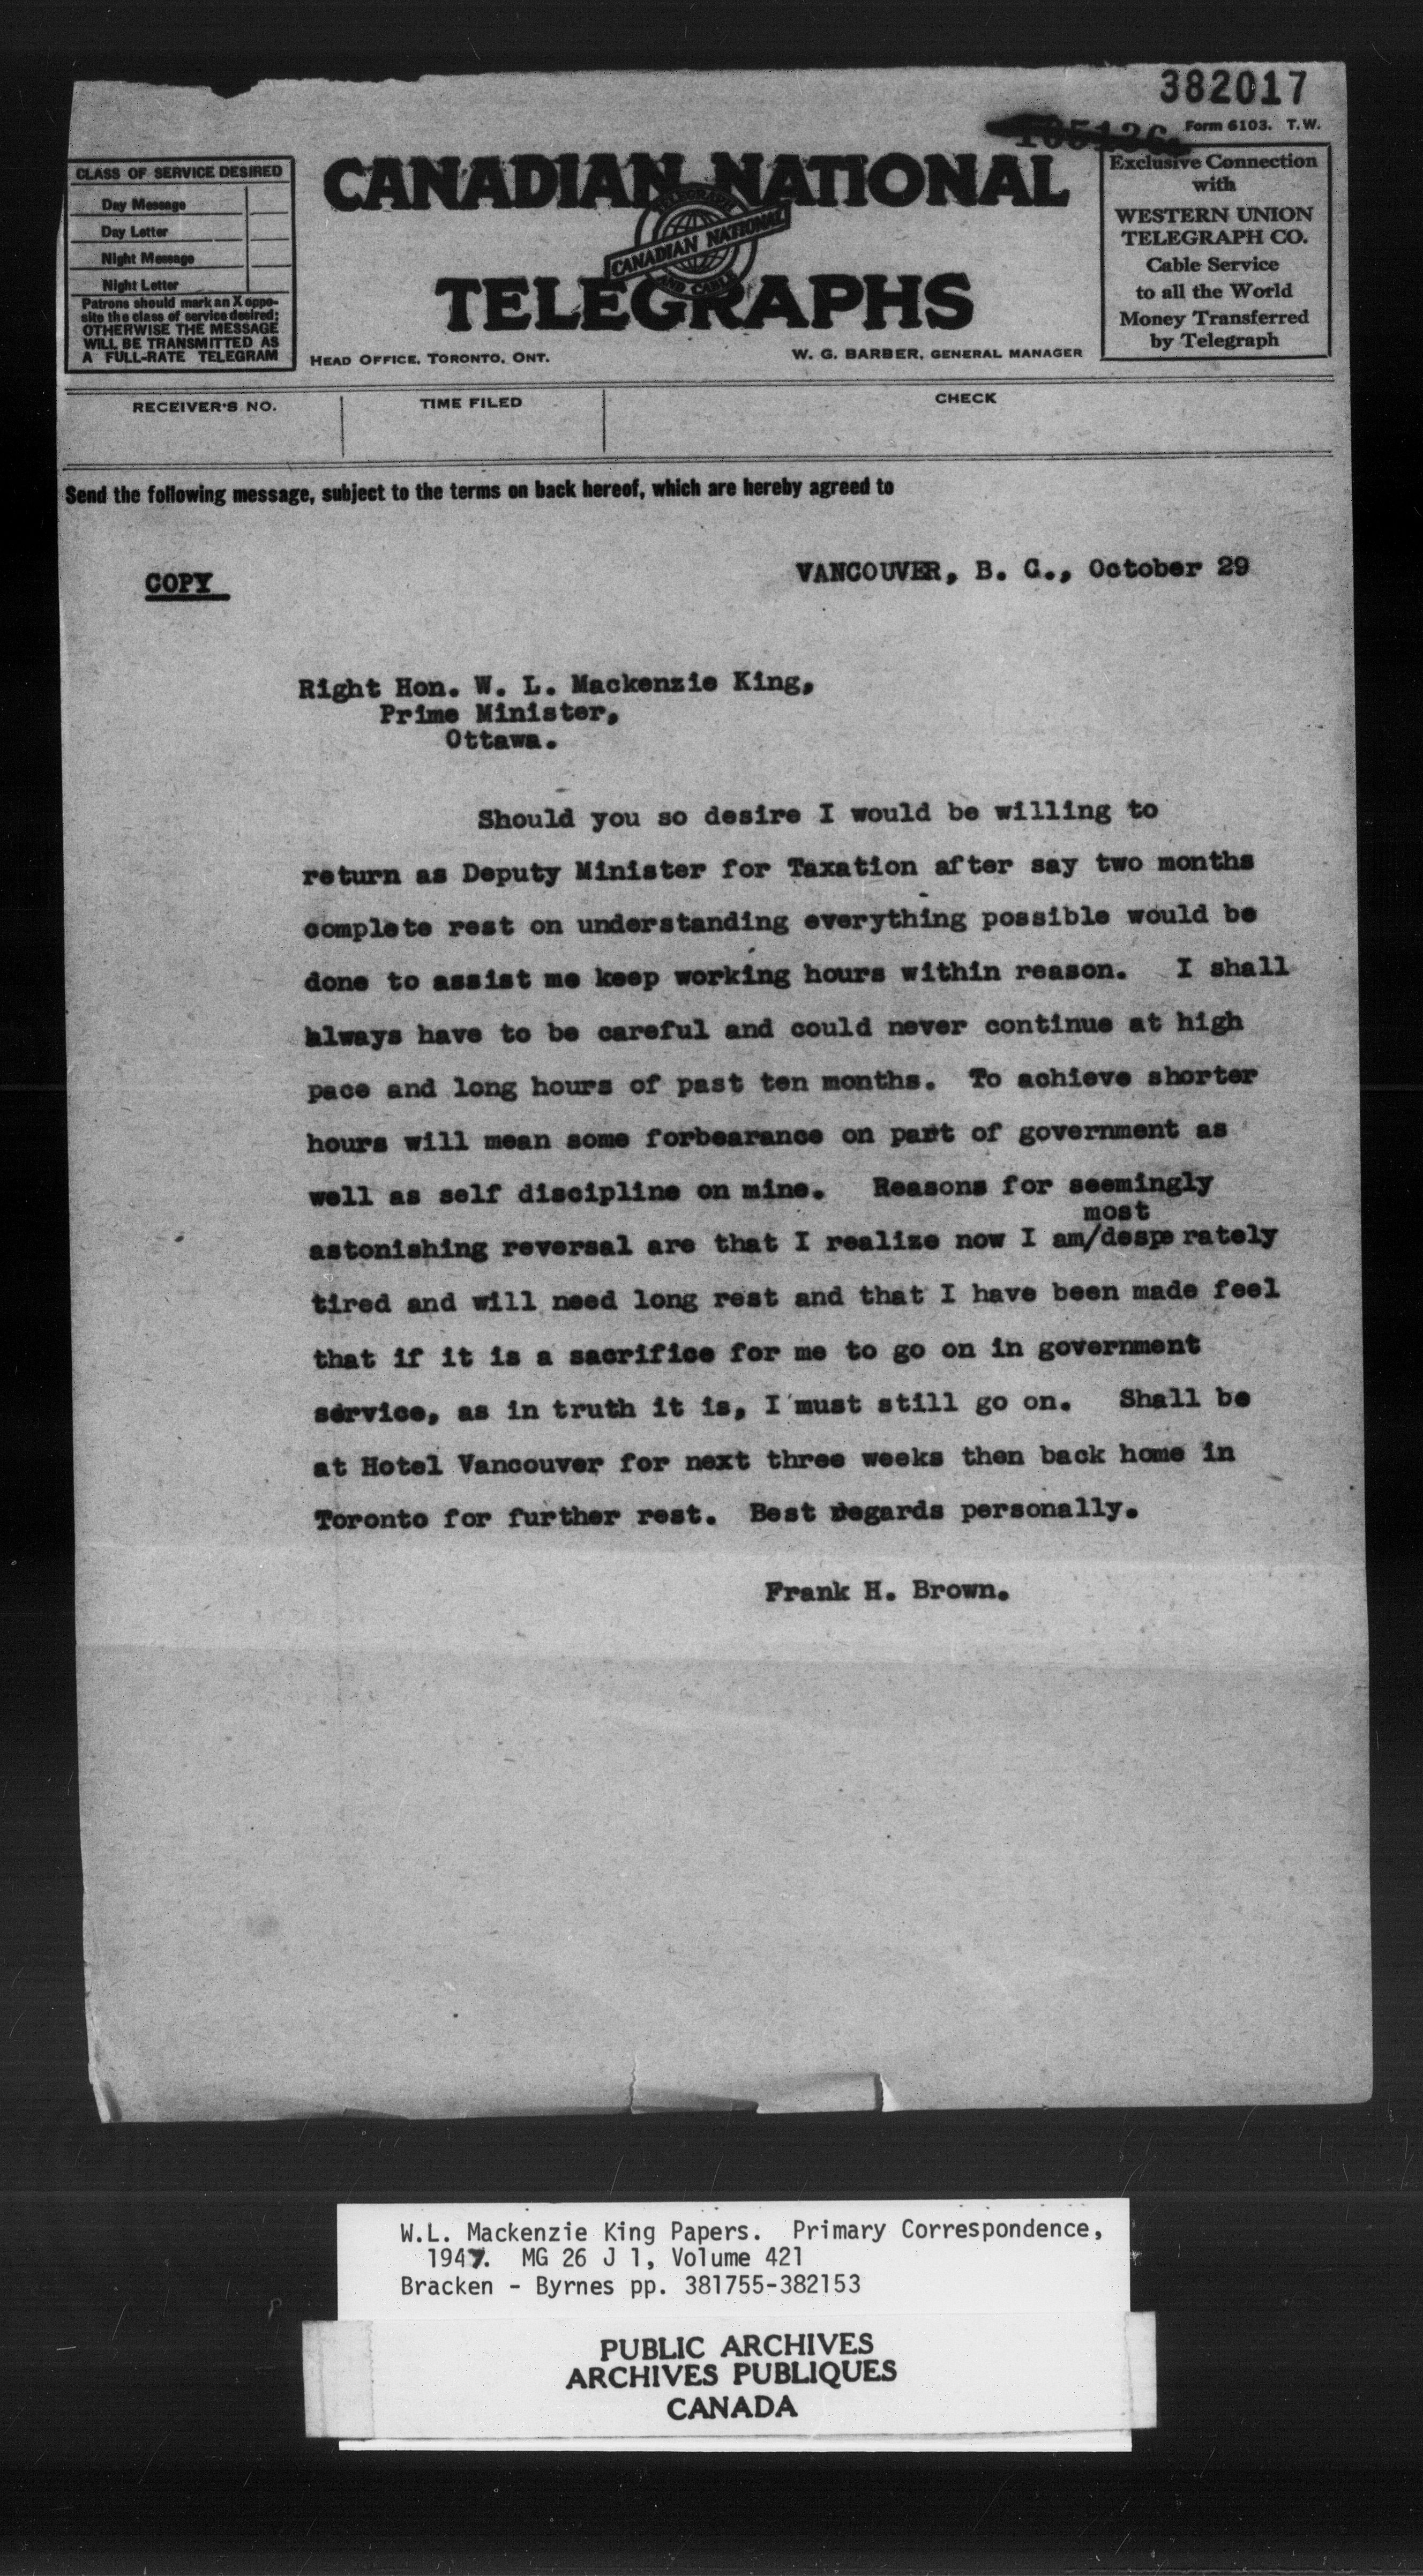 382017
Form 6103. T.W.
CLASS OF SERVICE DESIRED
Day Message
Day Letter
Night Message
Night Letter
Patrons should mark an X oppo-
site the class of service desired;
OTHERWISE THE MESSAGE
WILL BE TRANSMITTED AS
A FULL-RATE TELEGRAM
CANADIAN NATIONAL
TELEGRAPH
CANADIAN NATIONAL
AND CABLE
TELEGRAPHS
HEAD OFFICE, TORONTO, ONT.
W. G. BARBER, GENERAL MANAGER
Exclusive Connection
with
WESTERN UNION
TELEGRAPH CO.
Cable Service
to all the World
Money Transferred
by Telegraph
RECEIVER'S NO.
TIME FILED
CHECK
Send the following message, subject to the terms on back hereof, which are hereby agreed to
COPY
VANCOUVER, B. C., October 29
Right Hon. W. L. Mackenzie King,
Prime Minister,
Ottawa.
Should you so desire I would be willing to
return as Deputy Minister for Taxation after say two months
complete rest on understanding everything possible would be
done to assist me keep working hours within reason. I shall
always have to be careful and could never continue at high
pace and long hours of past ten months. To achieve shorter
hours will mean some forbearance on part of government as
well as self discipline on mine. Reasons for seemingly
most
astonishing reversal are that I realize now I am/desperately
tired and will need long rest and that I have been made feel
that if it is a sacrifice for me to go on in government
service, as in truth it is, I must still go on. Shall be
at Hotel Vancouver for next three weeks then back home in
Toronto for further rest. Best regards personally.
Frank H. Brown.
W.L. Mackenzie King Papers. Primary Correspondence,
1947. MG 26 J 1, Volume 421
Bracken - Byrnes pp. 381755-382153
PUBLIC ARCHIVES
ARCHIVES PUBLIQUES
CANADA